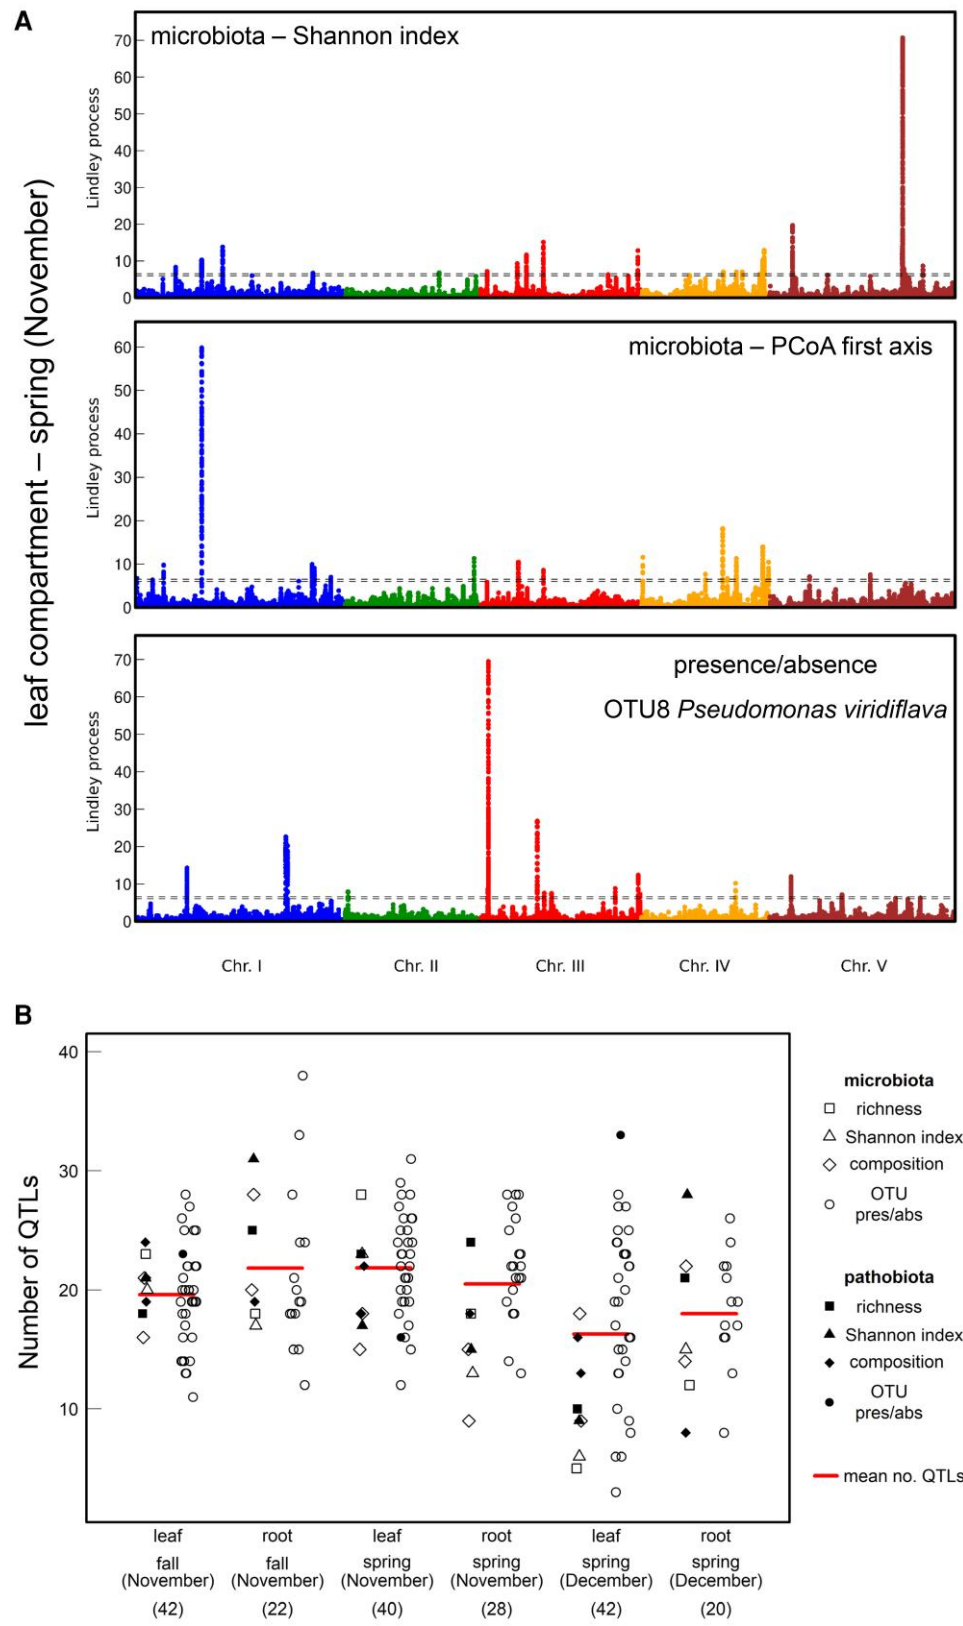 A
leaf compartment – spring (November)
microbiota – Shannon index
Lindley process
70
60
50
40
30
20
10
0
microbiota – PCoA first axis
Lindley process
60
50
40
30
20
10
0
presence/absence
OTU8 Pseudomonas viridiflava
Lindley process
70
60
50
40
30
20
10
0
Chr. I Chr. II Chr. III Chr. IV Chr. V
B
Number of QTLs
40
30
20
10
leaf root leaf root leaf root
fall fall spring spring spring spring
(November) (November) (November) (November) (December) (December)
(42) (22) (40) (28) (42) (20)
microbiota
richness
Shannon index
composition
OTU
pres/abs
pathobiota
richness
Shannon index
composition
OTU
pres/abs
mean no. QTLs